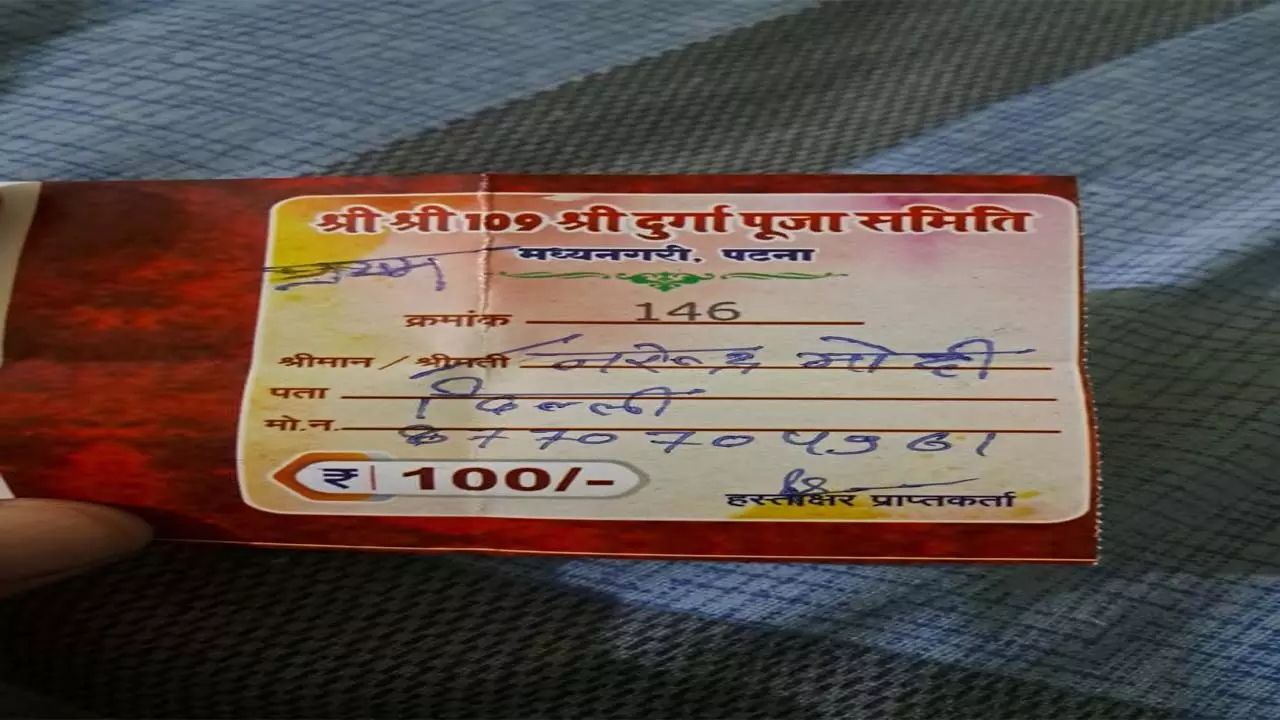 श्री श्री 109 श्री दुर्गा पूजा समिति
मध्यनगरी, पटना
क्रमांक 146
श्रीमान / श्रीमती नरेन्द्र मोदी
पता दिल्ली
मो.न.
₹ 100/-
हस्ताक्षर प्राप्तकर्ता